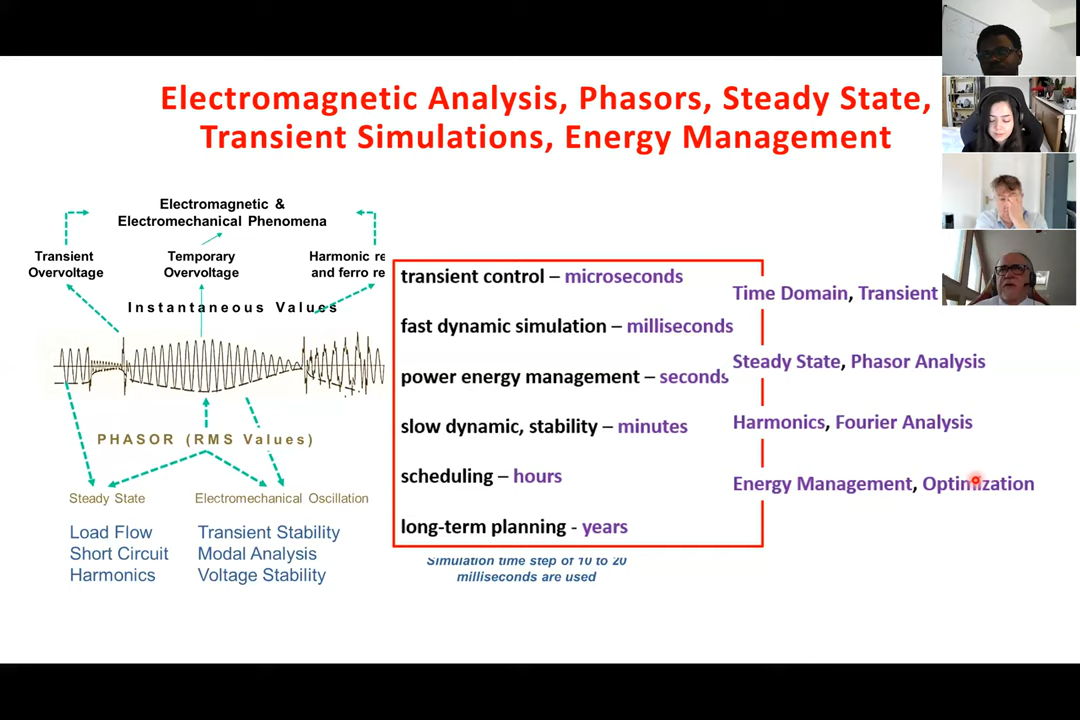 Electromagnetic Analysis, Phasors, Steady State,
Transient Simulations, Energy Management
Electromagnetic &
Electromechanical Phenomena
Transient
Overvoltage
Temporary
Overvoltage
Harmonic re
and ferro re
Instantaneous Values
PHASOR (RMS Values)
Steady State
Electromechanical Oscillation
Load Flow
Short Circuit
Harmonics
Transient Stability
Modal Analysis
Voltage Stability
transient control – microseconds
fast dynamic simulation – milliseconds
power energy management – seconds
slow dynamic, stability – minutes
scheduling – hours
long-term planning - years
Simulation time step of 10 to 20
milliseconds are used
Time Domain, Transient
Steady State, Phasor Analysis
Harmonics, Fourier Analysis
Energy Management, Optimization